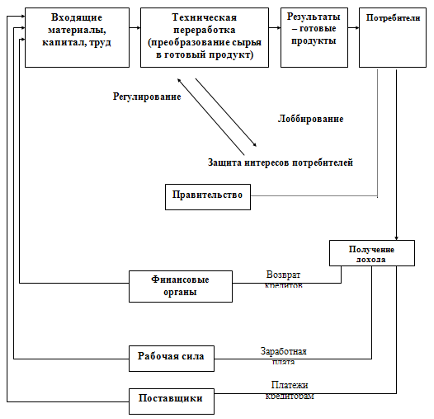 Входящие
материалы,
капитал, труд
Техническая
переработка
(преобразование сырья
в готовый продукт)
Результаты
– готовые
продукты
Потребители
Регулирование
Лоббирование
Защита интересов потребителей
Правительство
Получение
дохода
Финансовые
органы
Возврат
кредитов
Рабочая сила
Заработная
плата
Поставщики
Платежи
кредиторам